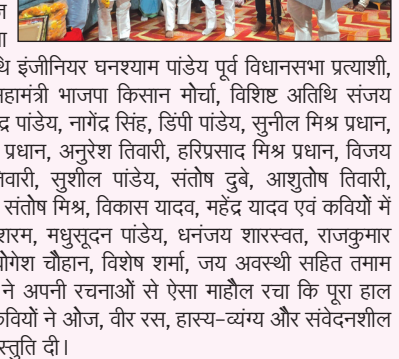 ज
ा
थि इंजीनियर घनश्याम पांडेय पूर्व विधानसभा प्रत्याशी,
महामंत्री भाजपा किसान मोर्चा, विशिष्ट अतिथि संजय
द्र पांडेय, नागेंद्र सिंह, डिंपी पांडेय, सुनील मिश्र प्रधान,
प्रधान, अनुरेश तिवारी, हरिप्रसाद मिश्र प्रधान, विजय
तिवारी, सुशील पांडेय, संतोष दुबे, आशुतोष तिवारी,
संतोष मिश्र, विकास यादव, महेंद्र यादव एवं कवियों में
शरम, मधुसूदन पांडेय, धनंजय शारस्वत, राजकुमार
योगेश चौहान, विशेष शर्मा, जय अवस्थी सहित तमाम
ने अपनी रचनाओं से ऐसा माहौल रचा कि पूरा हाल
कवियों ने ओज, वीर रस, हास्य-व्यंग्य और संवेदनशील
स्तुति दी।